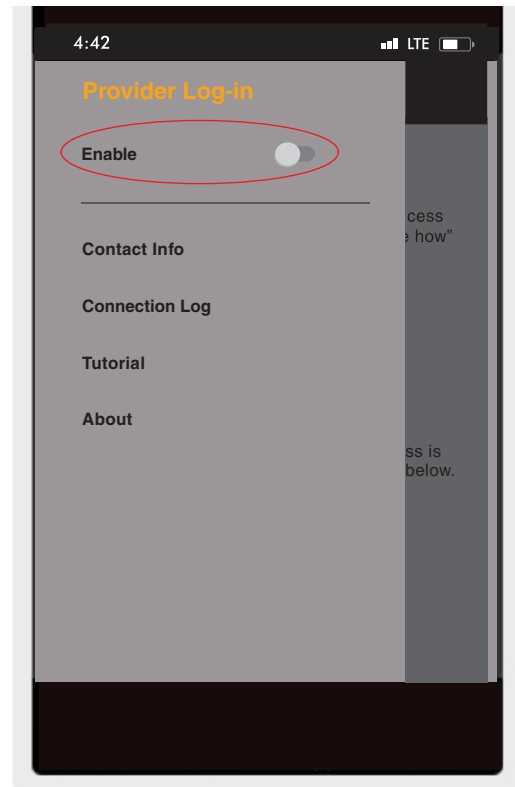 4:42 LTE
Provider Log-in
Enable
cess
how"
Contact Info
Connection Log
Tutorial
About
ss is
below.